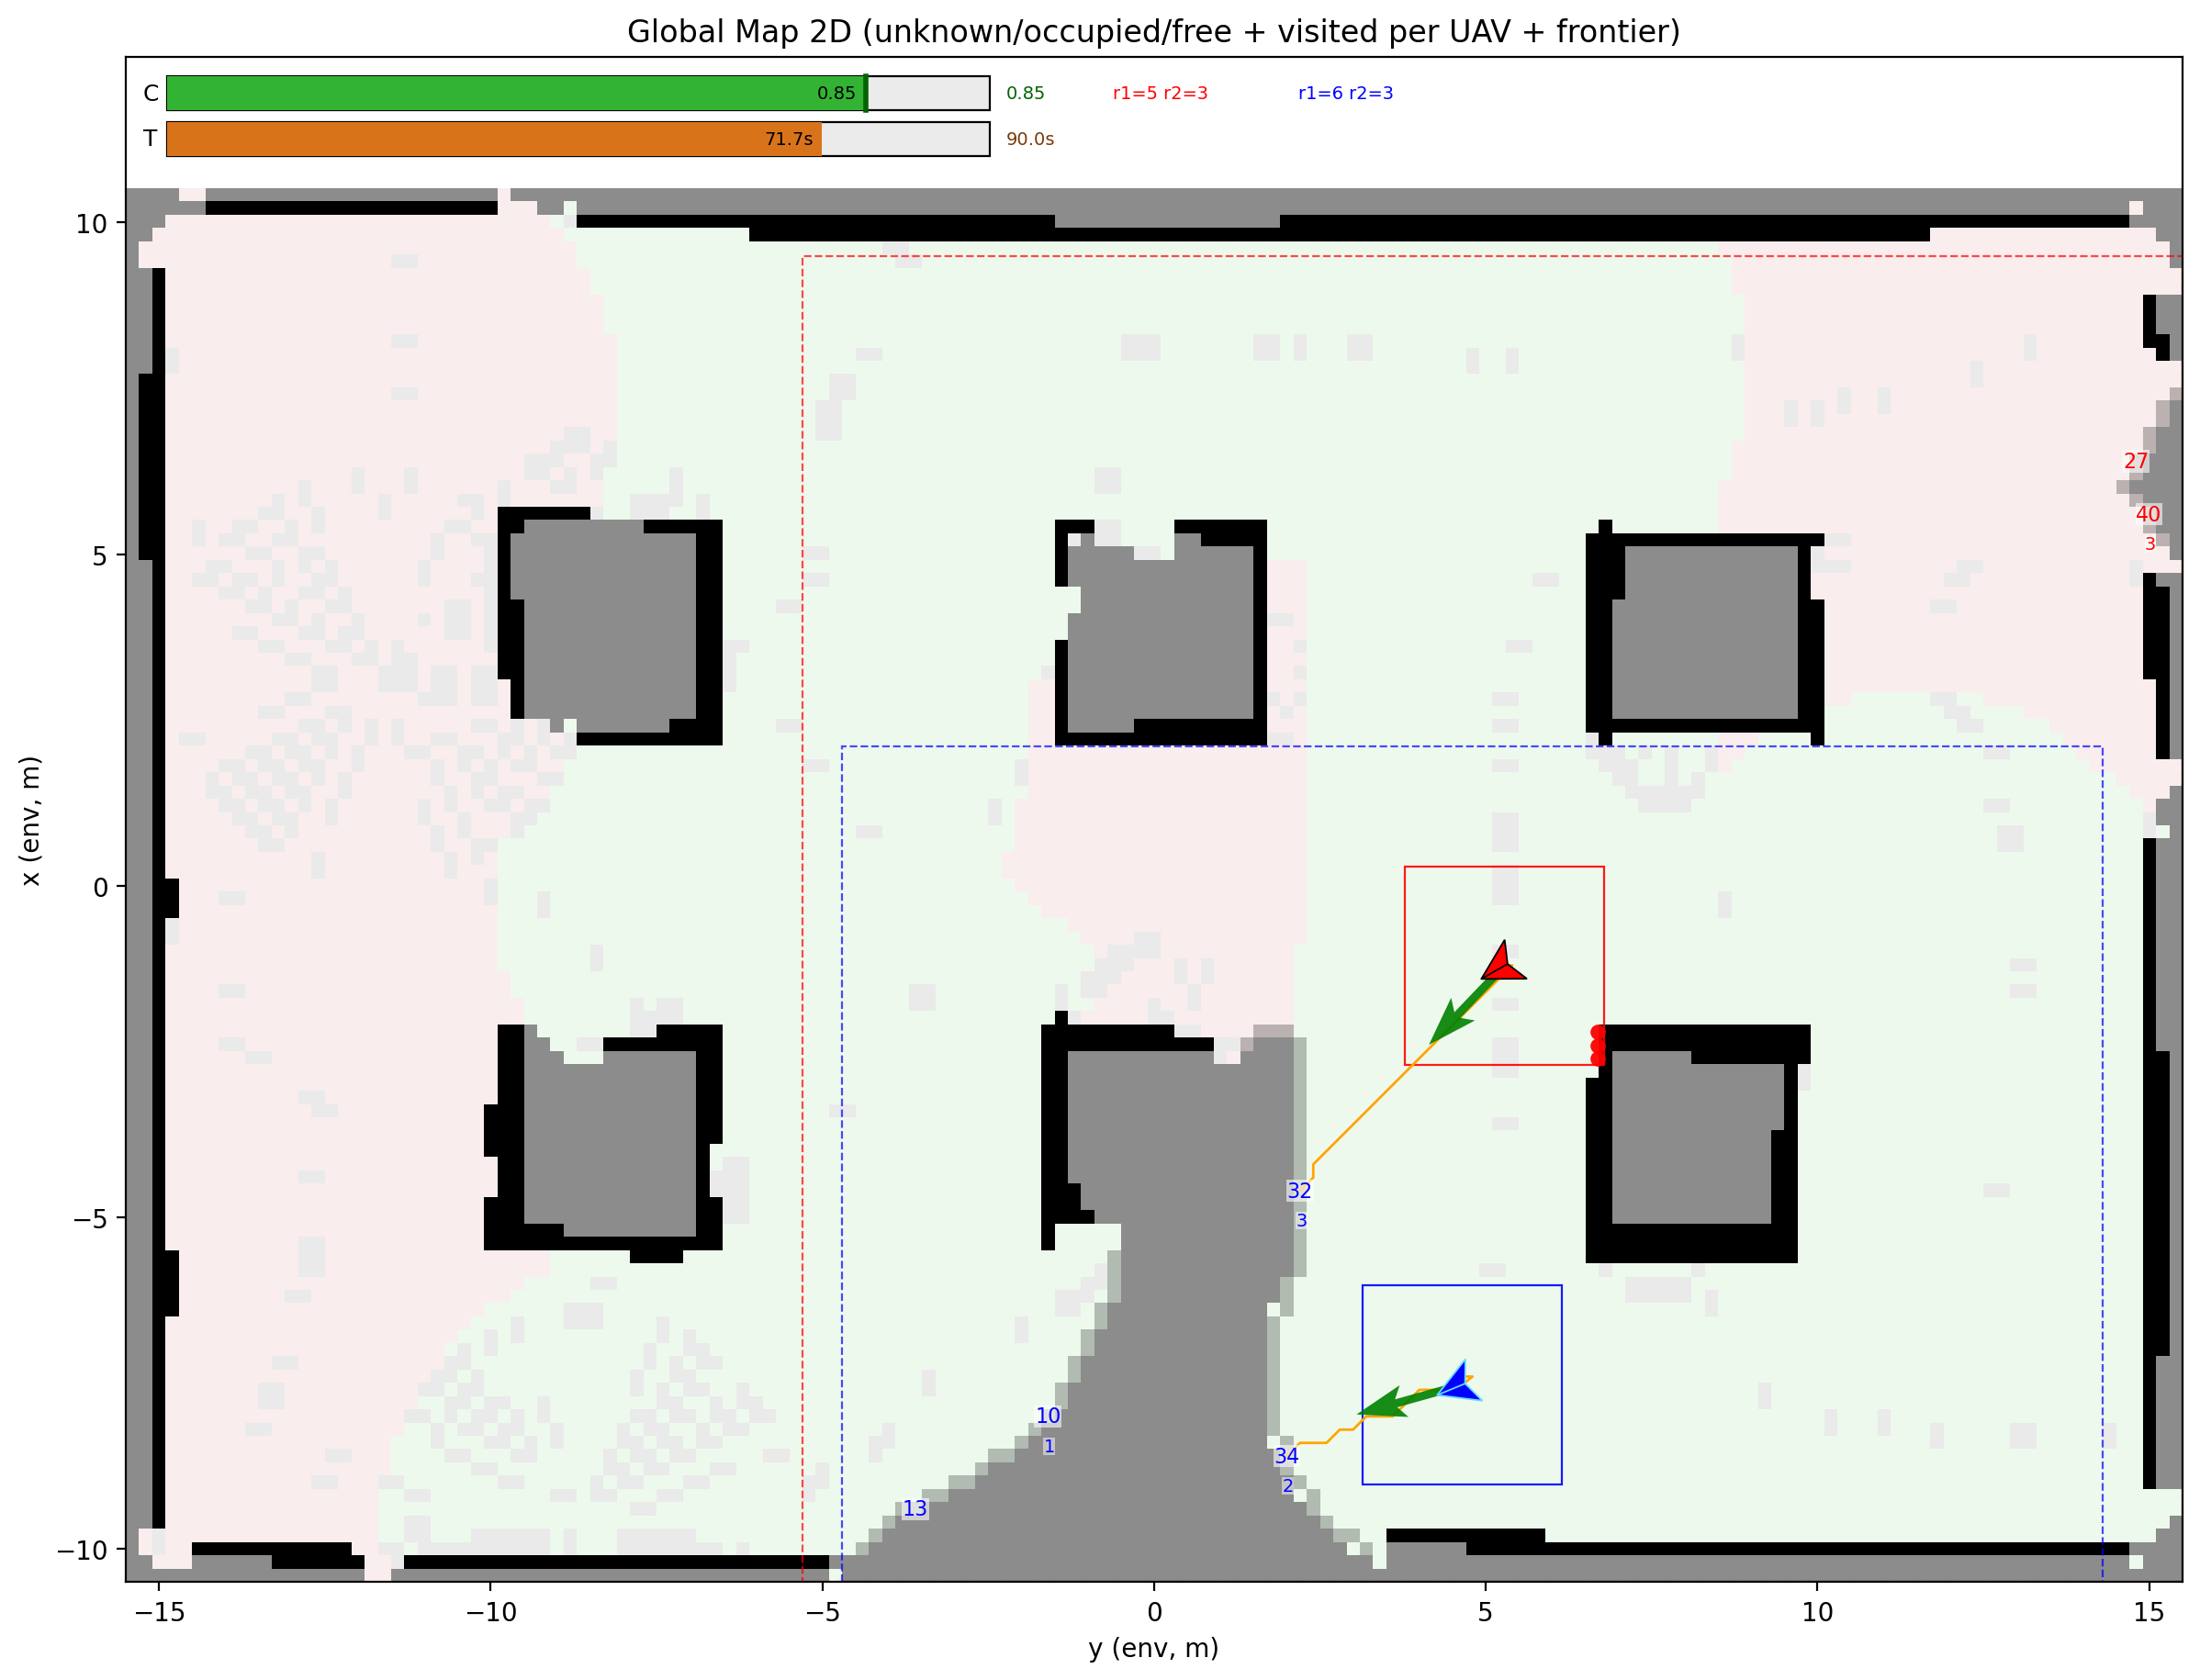 Global Map 2D (unknown/occupied/free + visited per UAV + frontier)
C 0.85 0.85 r1=5 r2=3 r1=6 r2=3
T 71.7s 90.0s
10
5
0
−5
−10
x (env, m)
27
40
3
32
3
10
1
34
2
13
−15 −10 −5 0 5 10 15
y (env, m)